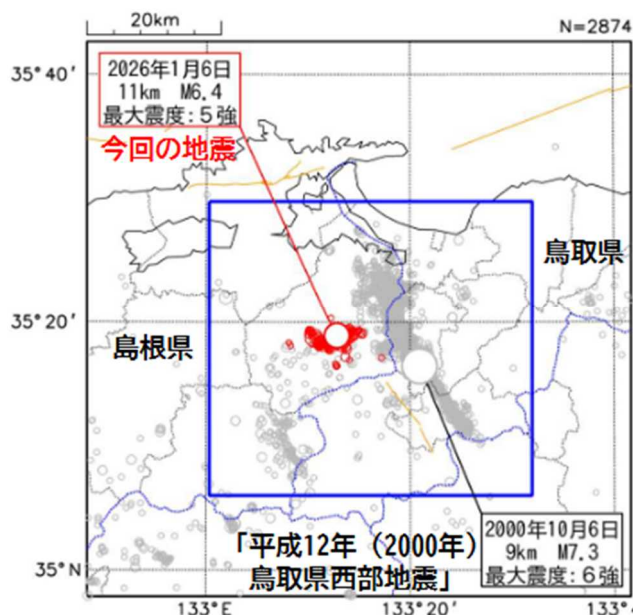 20km
N=2874
35°40'
2026年1月6日
11km M6.4
最大震度:5強
今回の地震
鳥取県
35°20'
島根県
2000年10月6日
9km M7.3
最大震度:6強
「平成12年（2000年）
鳥取県西部地震」
35°N
133°E
133°20'